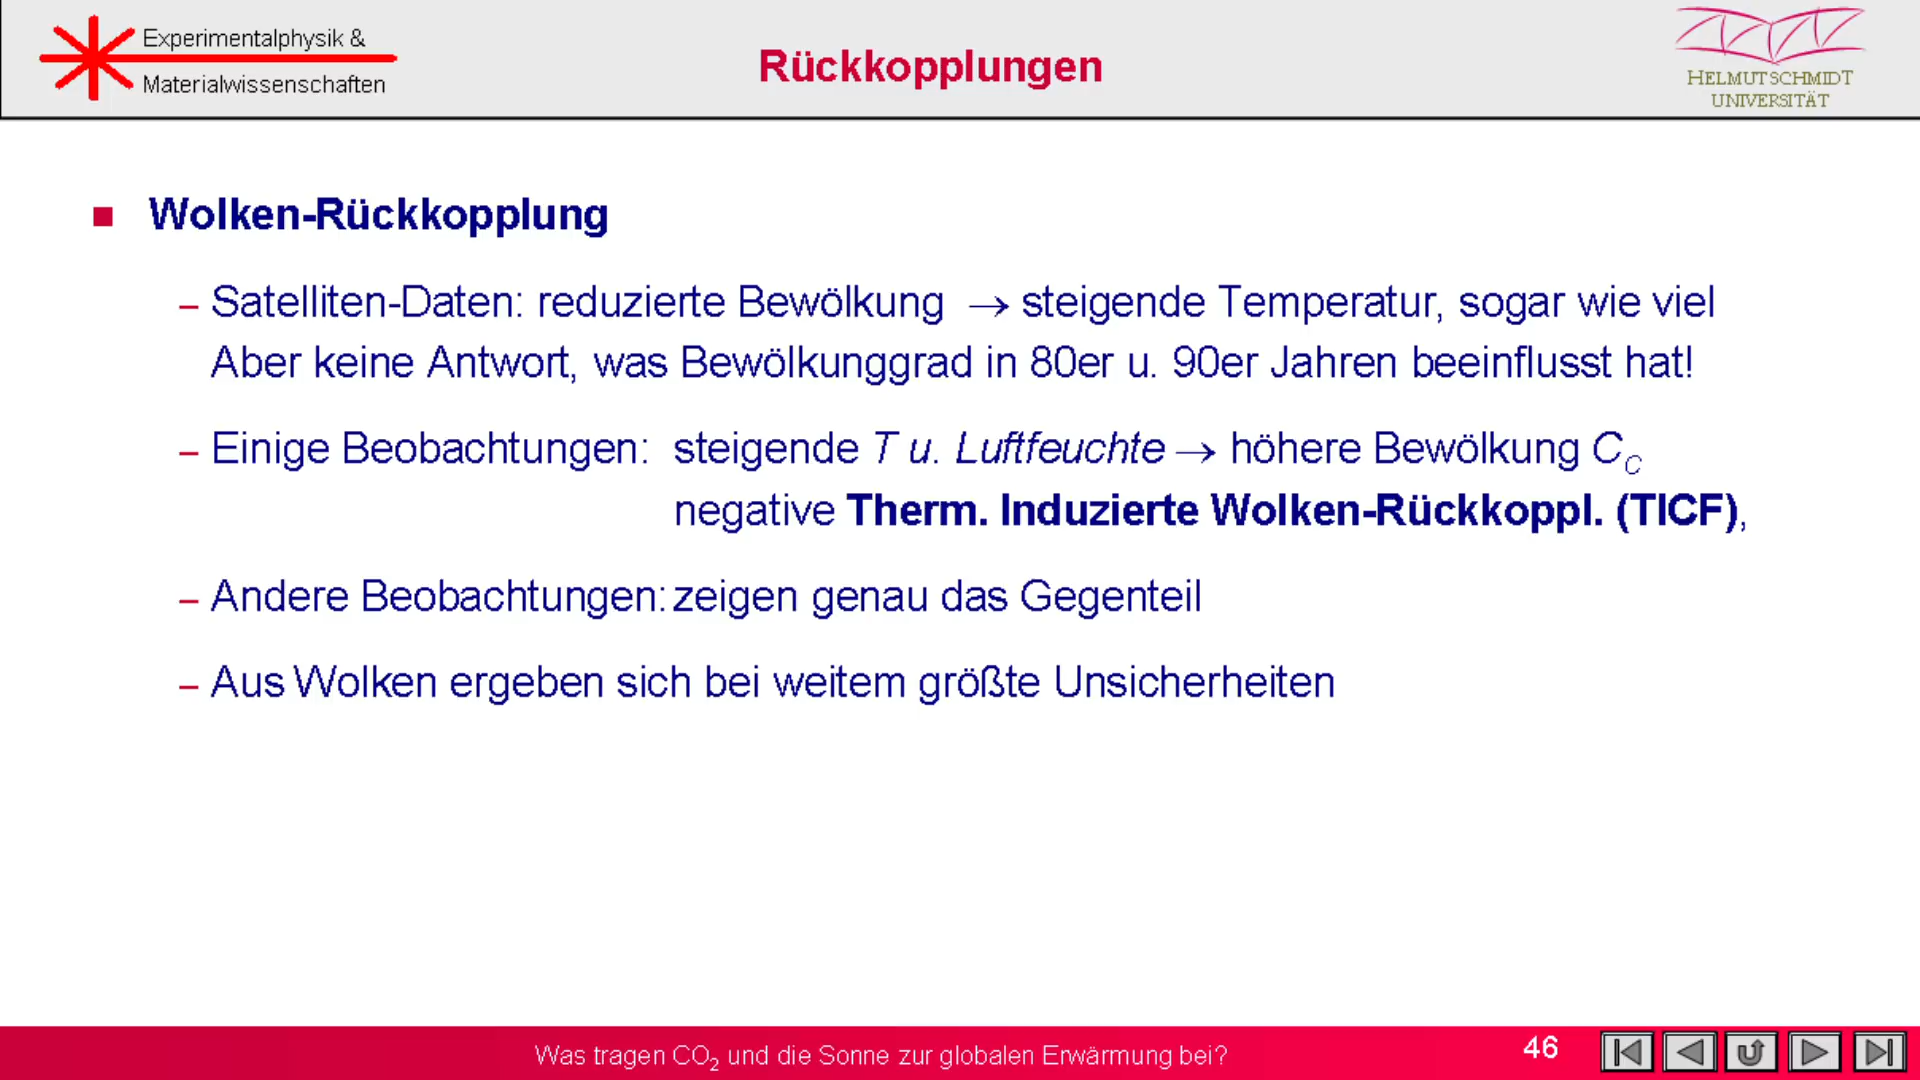 Experimentalphysik &
Materialwissenschaften
Rückkopplungen
HELMUT SCHMIDT
UNIVERSITÄT
Wolken-Rückkopplung
– Satelliten-Daten: reduzierte Bewölkung → steigende Temperatur, sogar wie viel
Aber keine Antwort, was Bewölkunggrad in 80er u. 90er Jahren beeinflusst hat!
– Einige Beobachtungen: steigende T u. Luftfeuchte → höhere Bewölkung C_C
negative Therm. Induzierte Wolken-Rückkoppl. (TICF),
– Andere Beobachtungen: zeigen genau das Gegenteil
– Aus Wolken ergeben sich bei weitem größte Unsicherheiten
Was tragen CO₂ und die Sonne zur globalen Erwärmung bei?
46